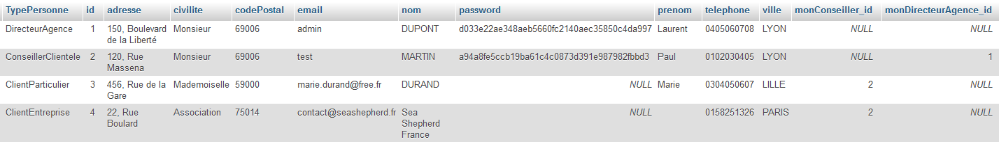 TypePersonne id adresse civilite codePostal email nom password prenom telephone ville monConseiller_id monDirecteurAgence_id
DirecteurAgence 1 150, Boulevard Monsieur 69006 admin DUPONT d033e22ae348aeb5660fc2140aec35850c4da997 Laurent 0405060708 LYON NULL NULL
de la Liberté
ConseillerClientele 2 120, Rue Monsieur 69006 test MARTIN a94a8fe5ccb19ba61c4c0873d391e987982fbbd3 Paul 0102030405 LYON NULL 1
Massena
ClientParticulier 3 456, Rue de la Mademoiselle 59000 marie.durand@free.fr DURAND NULL Marie 0304050607 LILLE 2 NULL
Gare
ClientEntreprise 4 22, Rue Association 75014 contact@seashepherd.fr Sea NULL 0158251326 PARIS 2 NULL
Boulard Shepherd
France